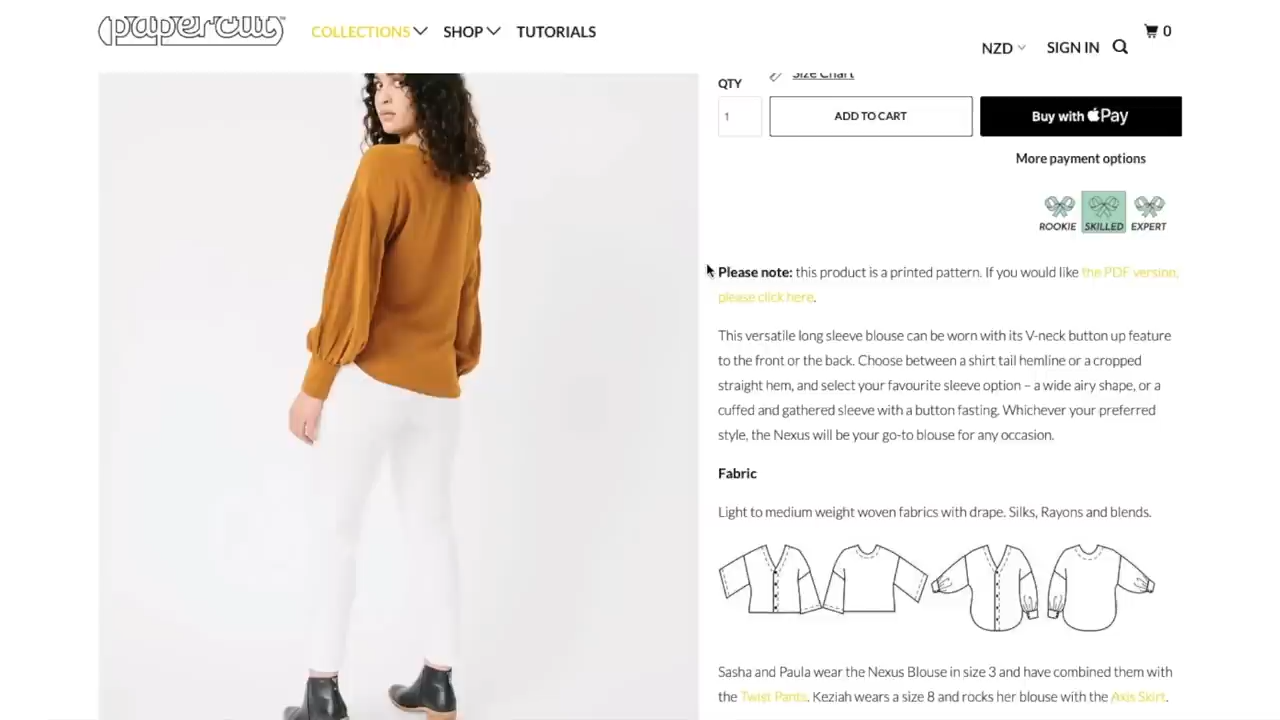 papercut
COLLECTIONS SHOP TUTORIALS
NZD SIGN IN 0
Size Chart
QTY
1 ADD TO CART Buy with Pay
More payment options
ROOKIE SKILLED EXPERT
Please note: this product is a printed pattern. If you would like the PDF version,
please click here.
This versatile long sleeve blouse can be worn with its V-neck button up feature
to the front or the back. Choose between a shirt tail hemline or a cropped
straight hem, and select your favourite sleeve option – a wide airy shape, or a
cuffed and gathered sleeve with a button fasting. Whichever your preferred
style, the Nexus will be your go-to blouse for any occasion.
Fabric
Light to medium weight woven fabrics with drape. Silks, Rayons and blends.
Sasha and Paula wear the Nexus Blouse in size 3 and have combined them with
the Twist Pants. Keziah wears a size 8 and rocks her blouse with the Axis Skirt.